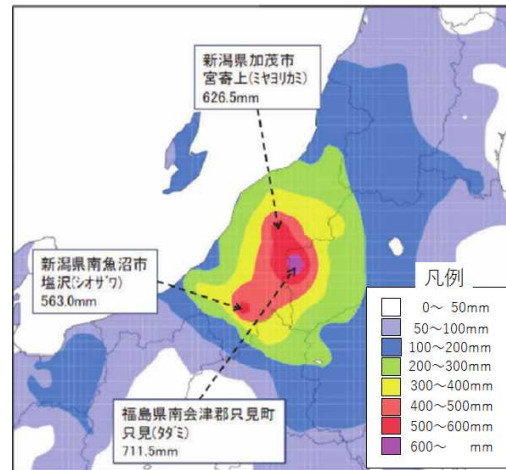 新潟県加茂市
宮寄上(ミヤヨリカミ)
626.5mm
新潟県南魚沼市
塩沢(シオザワ)
563.0mm
福島県南会津郡只見町
只見(タダミ)
711.5mm
凡例
0～ 50mm
50～100mm
100～200mm
200～300mm
300～400mm
400～500mm
500～600mm
600～ mm